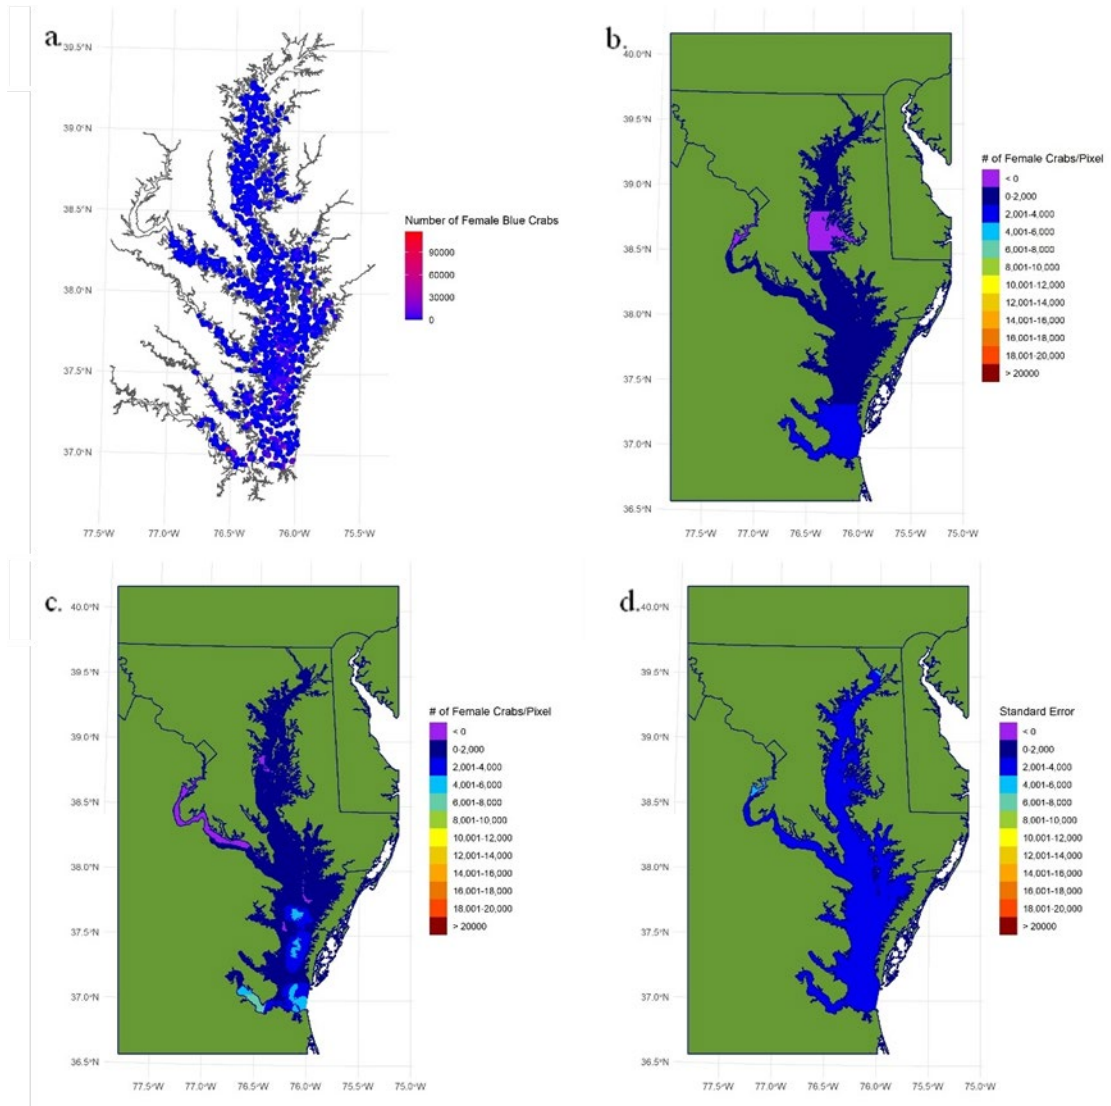 a.
39.5°N
39.0°N
38.5°N
38.0°N
37.5°N
37.0°N
77.5°W 77.0°W 76.5°W 76.0°W 75.5°W
Number of Female Blue Crabs
90000
60000
30000
0
b.
40.0°N
39.5°N
39.0°N
38.5°N
38.0°N
37.5°N
37.0°N
36.5°N
77.5°W 77.0°W 76.5°W 76.0°W 75.5°W 75.0°W
# of Female Crabs/Pixel
< 0
0-2,000
2,001-4,000
4,001-6,000
6,001-8,000
8,001-10,000
10,001-12,000
12,001-14,000
14,001-16,000
16,001-18,000
18,001-20,000
> 20000
c.
40.0°N
39.5°N
39.0°N
38.5°N
38.0°N
37.5°N
37.0°N
36.5°N
77.5°W 77.0°W 76.5°W 76.0°W 75.5°W 75.0°W
# of Female Crabs/Pixel
< 0
0-2,000
2,001-4,000
4,001-6,000
6,001-8,000
8,001-10,000
10,001-12,000
12,001-14,000
14,001-16,000
16,001-18,000
18,001-20,000
> 20000
d.
40.0°N
39.5°N
39.0°N
38.5°N
38.0°N
37.5°N
37.0°N
36.5°N
77.5°W 77.0°W 76.5°W 76.0°W 75.5°W 75.0°W
Standard Error
< 0
0-2,000
2,001-4,000
4,001-6,000
6,001-8,000
8,001-10,000
10,001-12,000
12,001-14,000
14,001-16,000
16,001-18,000
18,001-20,000
> 20000